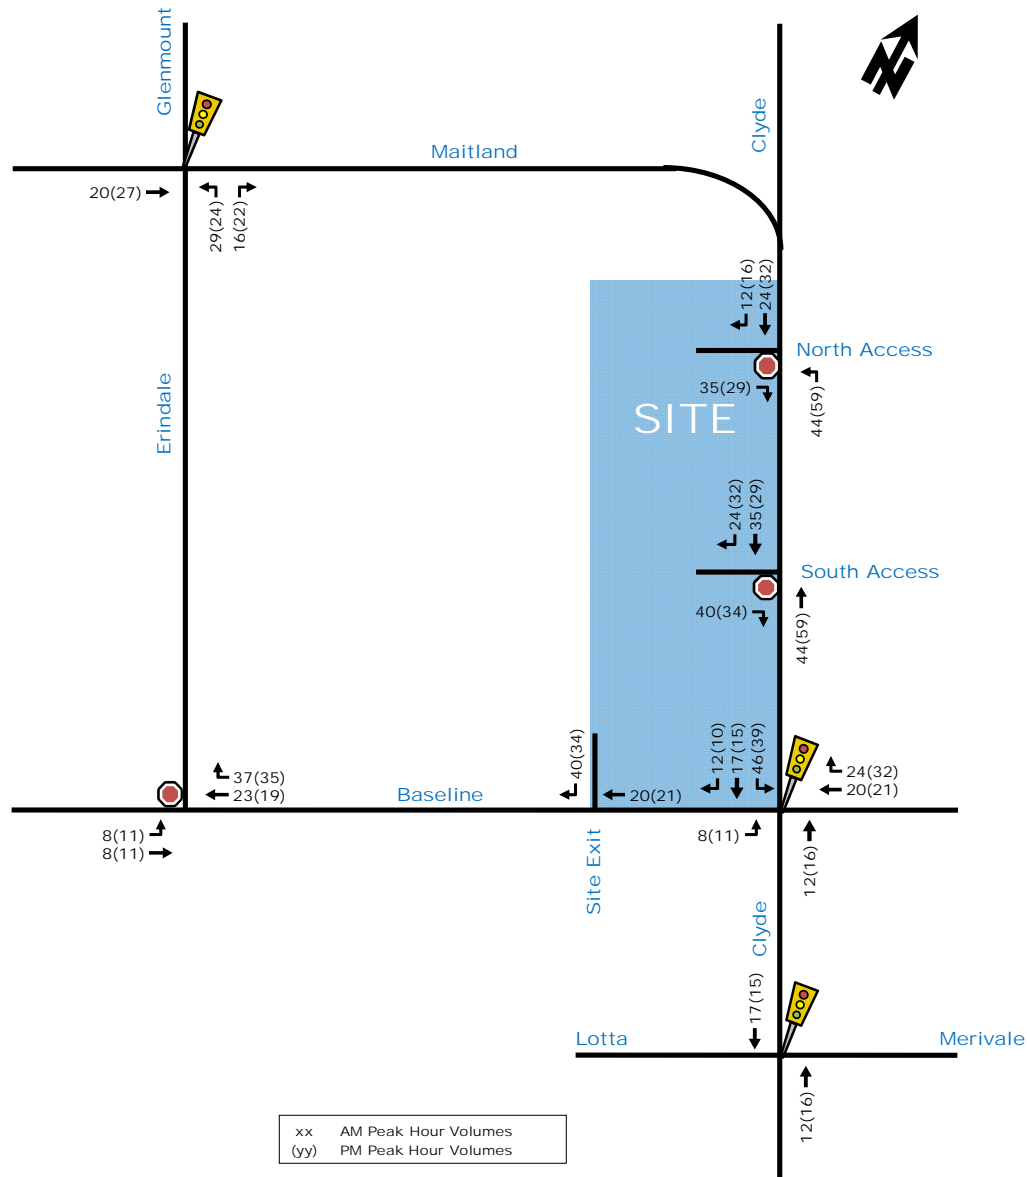 Glenmount
Clyde
Maitland
20(27)
29(24)
16(22)
12(16)
24(32)
North Access
35(29)
44(59)
SITE
Erindale
24(32)
35(29)
South Access
40(34)
44(59)
40(34)
12(10)
17(15)
46(39)
37(35)
23(19)
Baseline
20(21)
24(32)
20(21)
8(11)
8(11)
8(11)
12(16)
Site Exit
Clyde
17(15)
Lotta
Merivale
12(16)
xx AM Peak Hour Volumes
(yy) PM Peak Hour Volumes